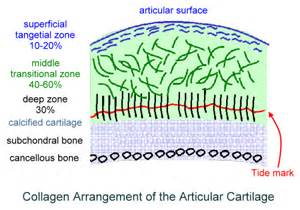 articular surface
superficial
tangetial zone
10-20%
middle
transitional zone
40-60%
deep zone
30%
calcified cartilage
subchondral bone
cancellous bone
Tide mark
Collagen Arrangement of the Articular Cartilage